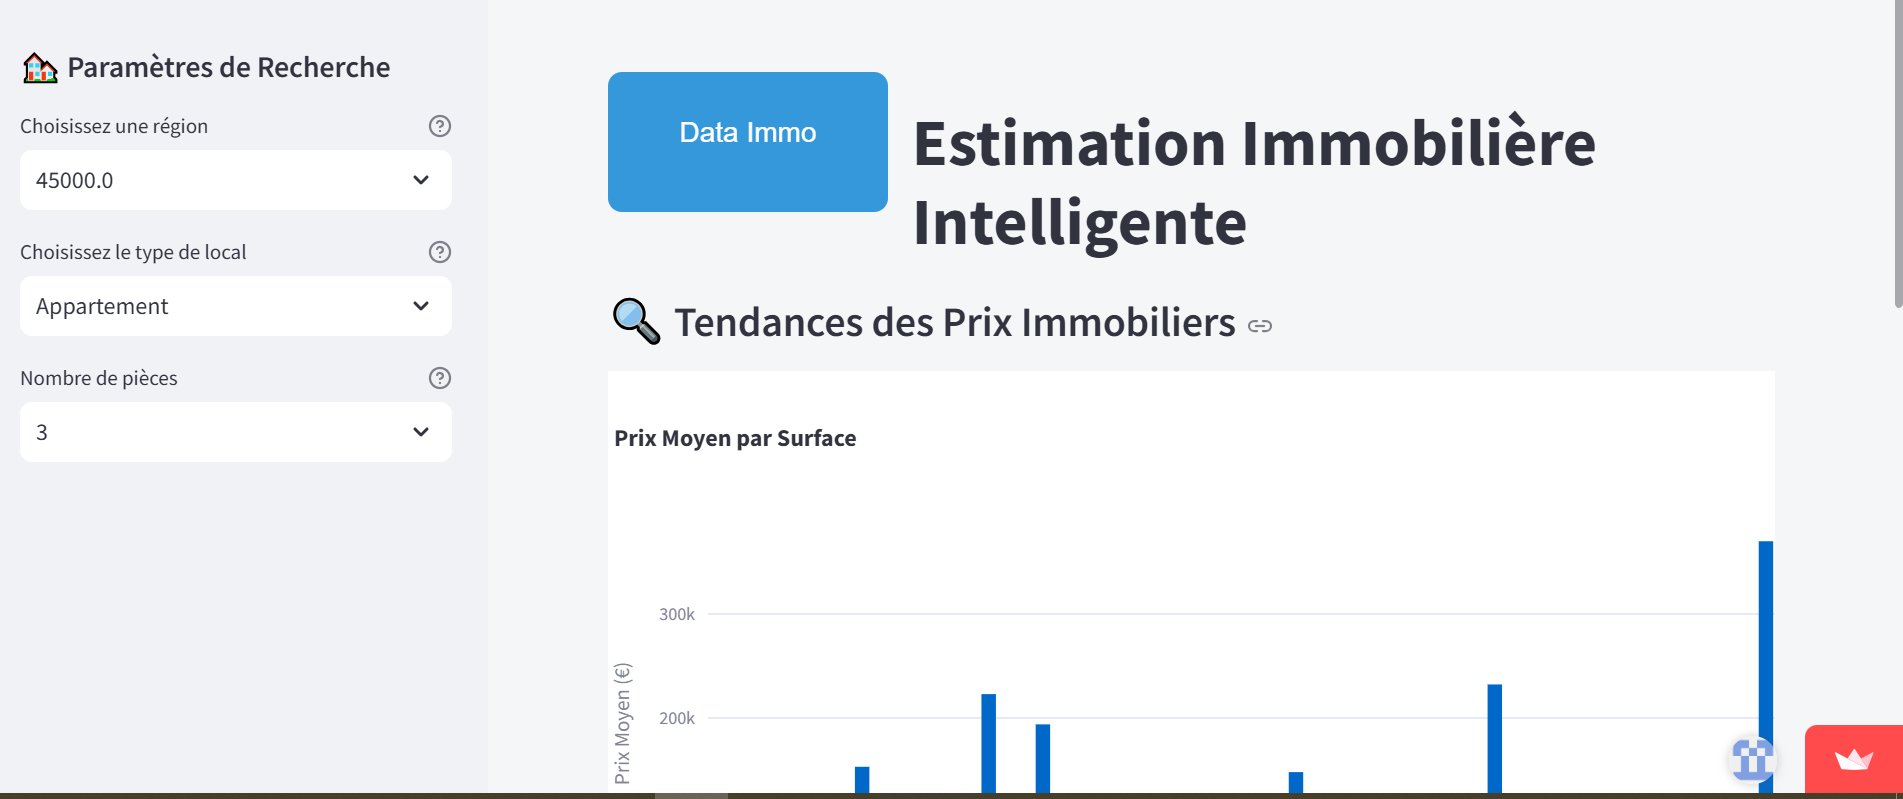 Paramètres de Recherche
Choisissez une région
45000.0
Choisissez le type de local
Appartement
Nombre de pièces
3
Data Immo
Estimation Immobilière
Intelligente
Tendances des Prix Immobiliers
Prix Moyen par Surface
300k
200k
Prix Moyen (€)